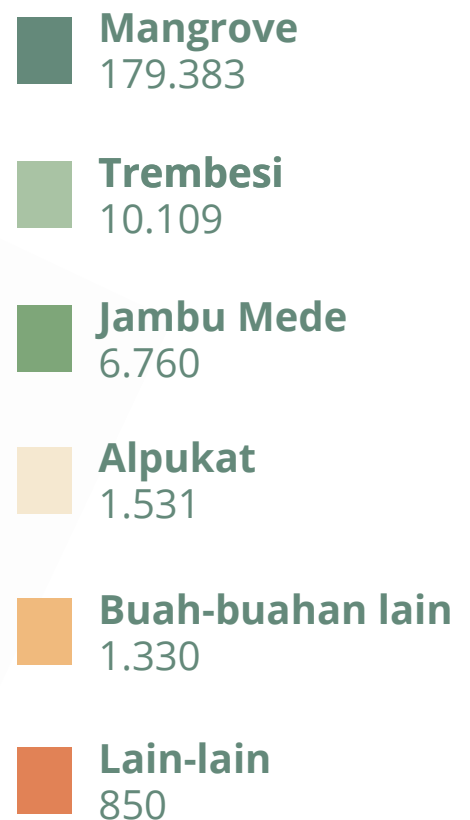 Mangrove
179.383
Trembesi
10.109
Jambu Mede
6.760
Alpukat
1.531
Buah-buahan lain
1.330
Lain-lain
850